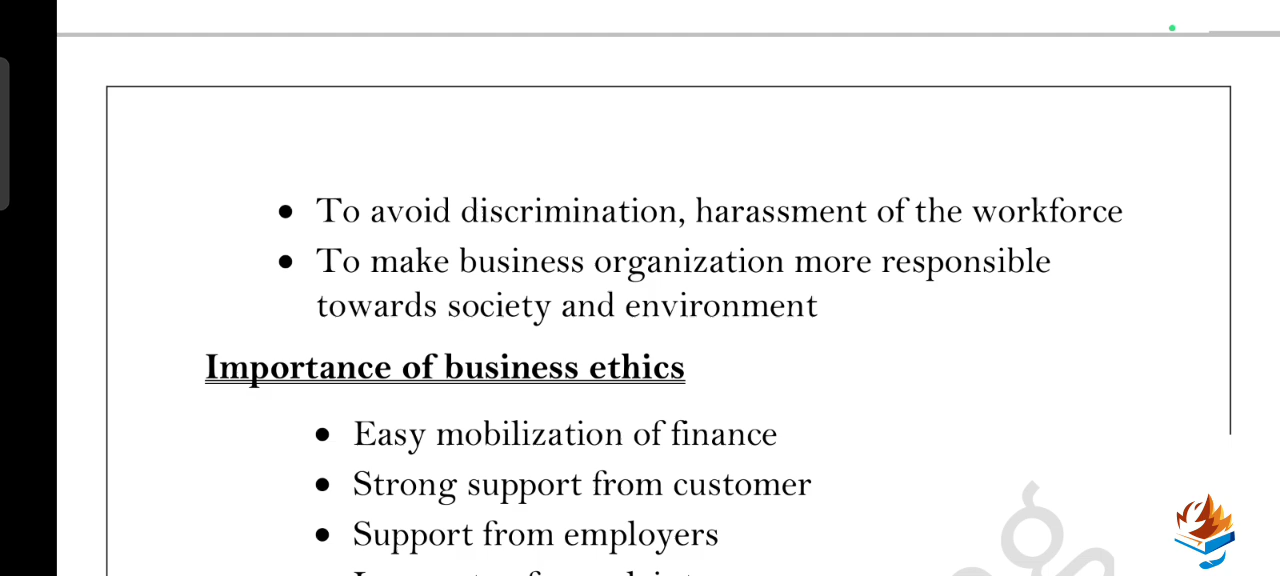 • To avoid discrimination, harassment of the workforce
• To make business organization more responsible
towards society and environment
Importance of business ethics
• Easy mobilization of finance
• Strong support from customer
• Support from employers